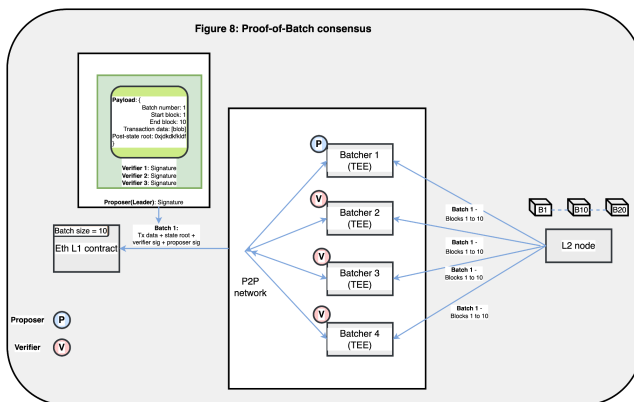 Figure 8: Proof-of-Batch consensus
Payload: {
Batch number: 1
Start block: 1
End block: 10
Transaction data: [blob]
Post-state root: 0xjdkdkfkldf
}
Verifier 1: Signature
Verifier 2: Signature
Verifier 3: Signature
Proposer(Leader): Signature
Batch 1:
Tx data + state root +
verifier sig + proposer sig
Batch size = 10
Eth L1 contract
P2P
network
P
Batcher 1
(TEE)
V
Batcher 2
(TEE)
V
Batcher 3
(TEE)
V
Batcher 4
(TEE)
Batch 1 -
Blocks 1 to 10
Batch 1 -
Blocks 1 to 10
Batch 1 -
Blocks 1 to 10
Batch 1 -
Blocks 1 to 10
B1
B10
B20
L2 node
Proposer P
Verifier V